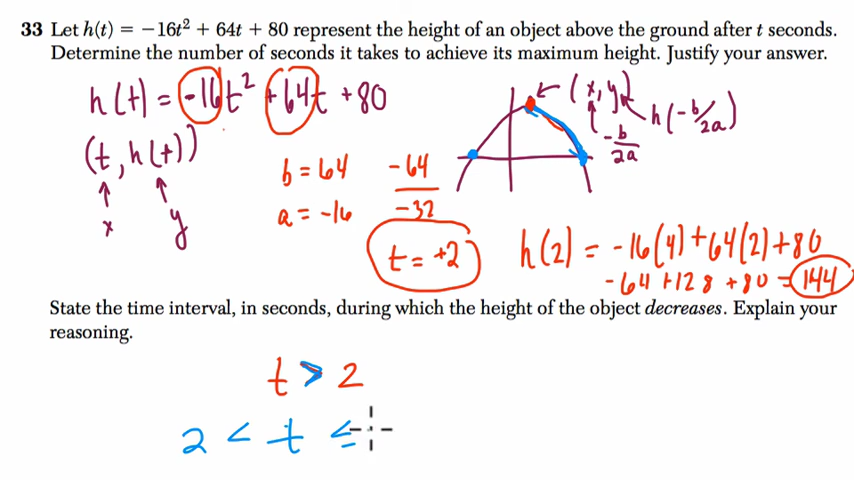 33 Let h(t) = −16t² + 64t + 80 represent the height of an object above the ground after t seconds.
Determine the number of seconds it takes to achieve its maximum height. Justify your answer.
h(t) = -16t² + 64t + 80
(x, y)
h(-b/2a)
-b/2a
(t, h(t))
x
y
b = 64
a = -16
-64/-32
t = +2
h(2) = -16(4) + 64(2) + 80
-64 + 128 + 80 = 144
State the time interval, in seconds, during which the height of the object decreases. Explain your
reasoning.
t > 2
2 < t ≤